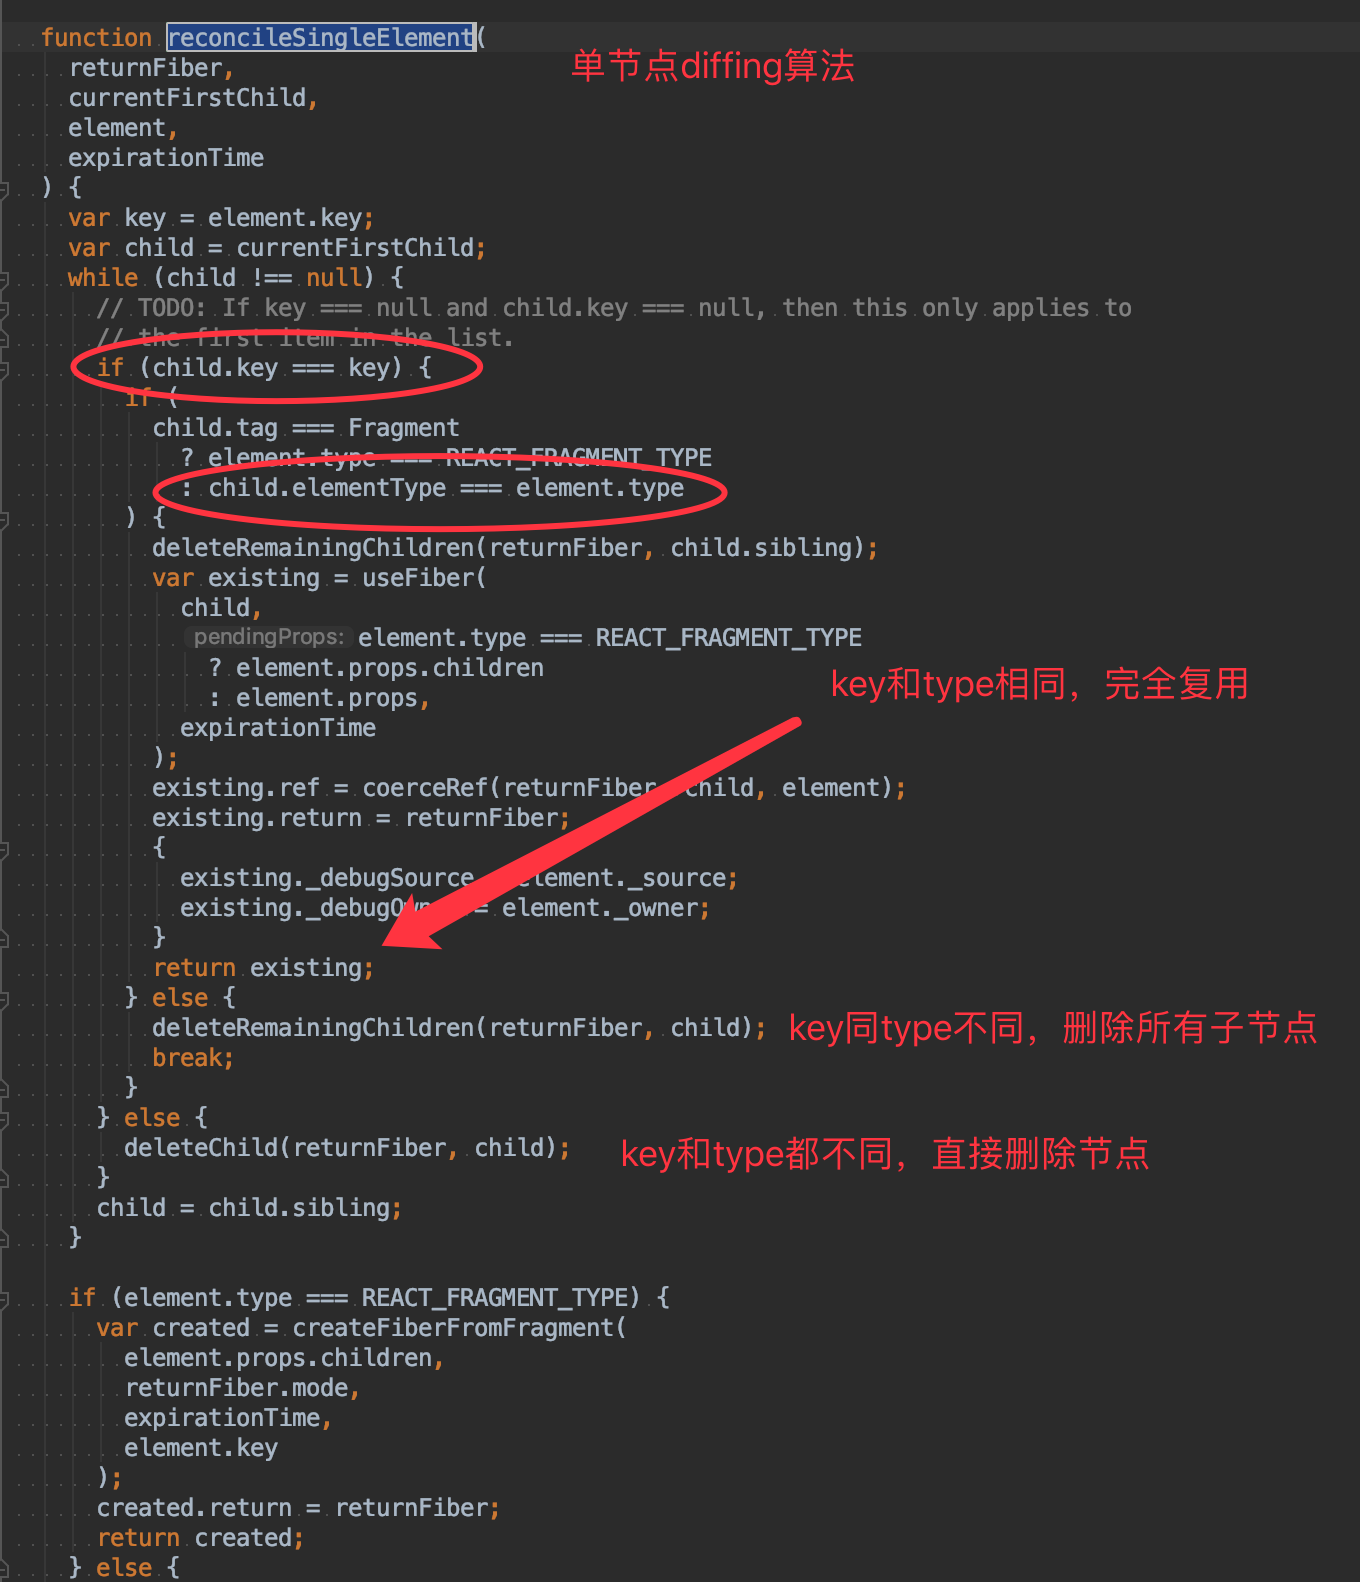 function reconcileSingleElement(
单节点diffing算法
returnFiber,
currentFirstChild,
element,
expirationTime
) {
var key = element.key;
var child = currentFirstChild;
while (child !== null) {
// TODO: If key === null and child.key === null, then this only applies to
// the first item in the list.
if (child.key === key) {
if (
child.tag === Fragment
? element.type === REACT_FRAGMENT_TYPE
: child.elementType === element.type
) {
deleteRemainingChildren(returnFiber, child.sibling);
var existing = useFiber(
child,
pendingProps: element.type === REACT_FRAGMENT_TYPE
? element.props.children
: element.props,
key和type相同，完全复用
expirationTime
);
existing.ref = coerceRef(returnFiber, child, element);
existing.return = returnFiber;
{
existing._debugSource = element._source;
existing._debugOwner = element._owner;
}
return existing;
} else {
deleteRemainingChildren(returnFiber, child); key同type不同，删除所有子节点
break;
}
} else {
deleteChild(returnFiber, child); key和type都不同，直接删除节点
}
child = child.sibling;
}
if (element.type === REACT_FRAGMENT_TYPE) {
var created = createFiberFromFragment(
element.props.children,
returnFiber.mode,
expirationTime,
element.key
);
created.return = returnFiber;
return created;
} else {